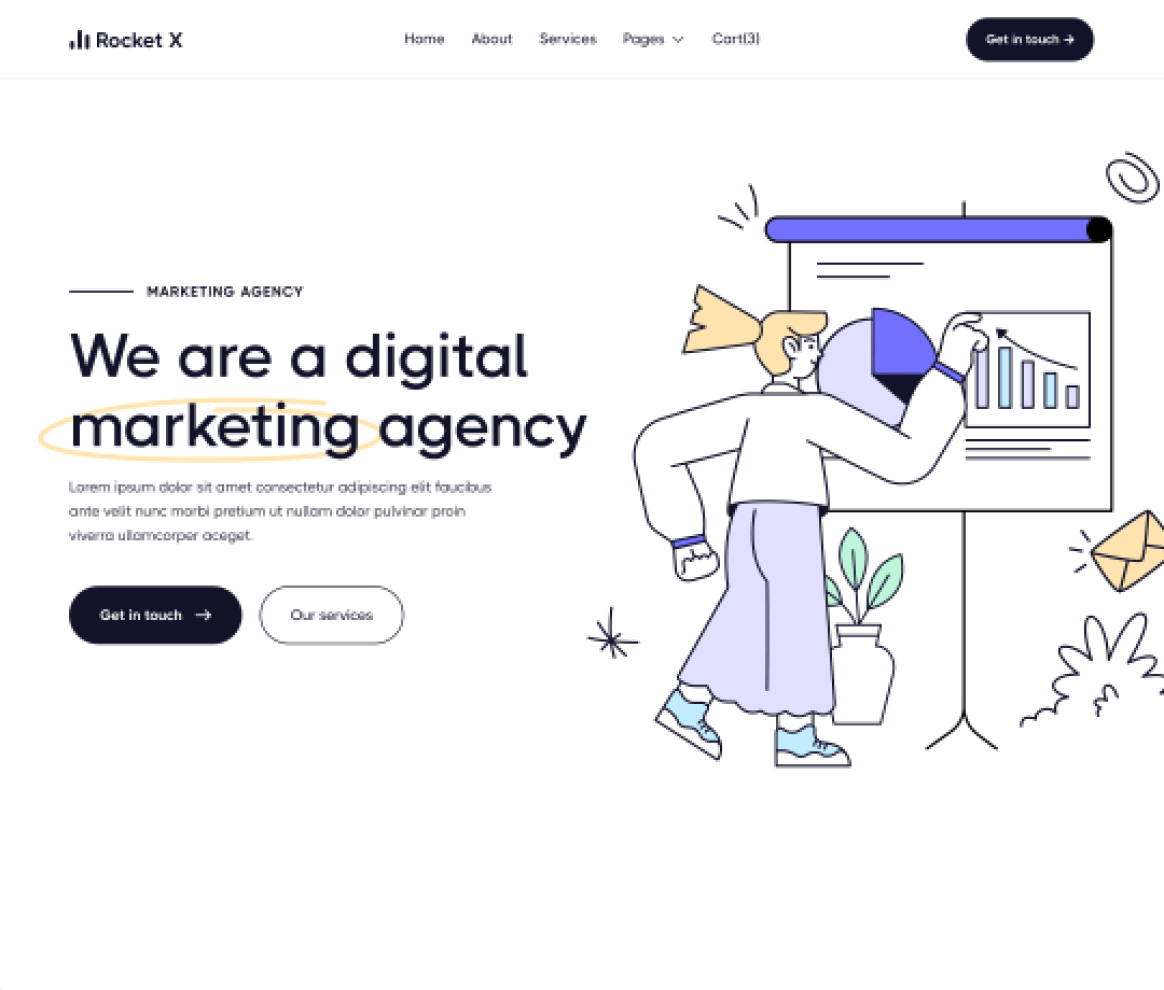 Rocket X
Home About Services Pages Cart(3)
Get in touch →
MARKETING AGENCY
We are a digital
marketing agency
Lorem ipsum dolor sit amet consectetur adipiscing elit faucibus
ante velit nunc morbi pretium ut nullam dolor pulvinar proin
viverra ullamcorper aceget.
Get in touch →
Our services